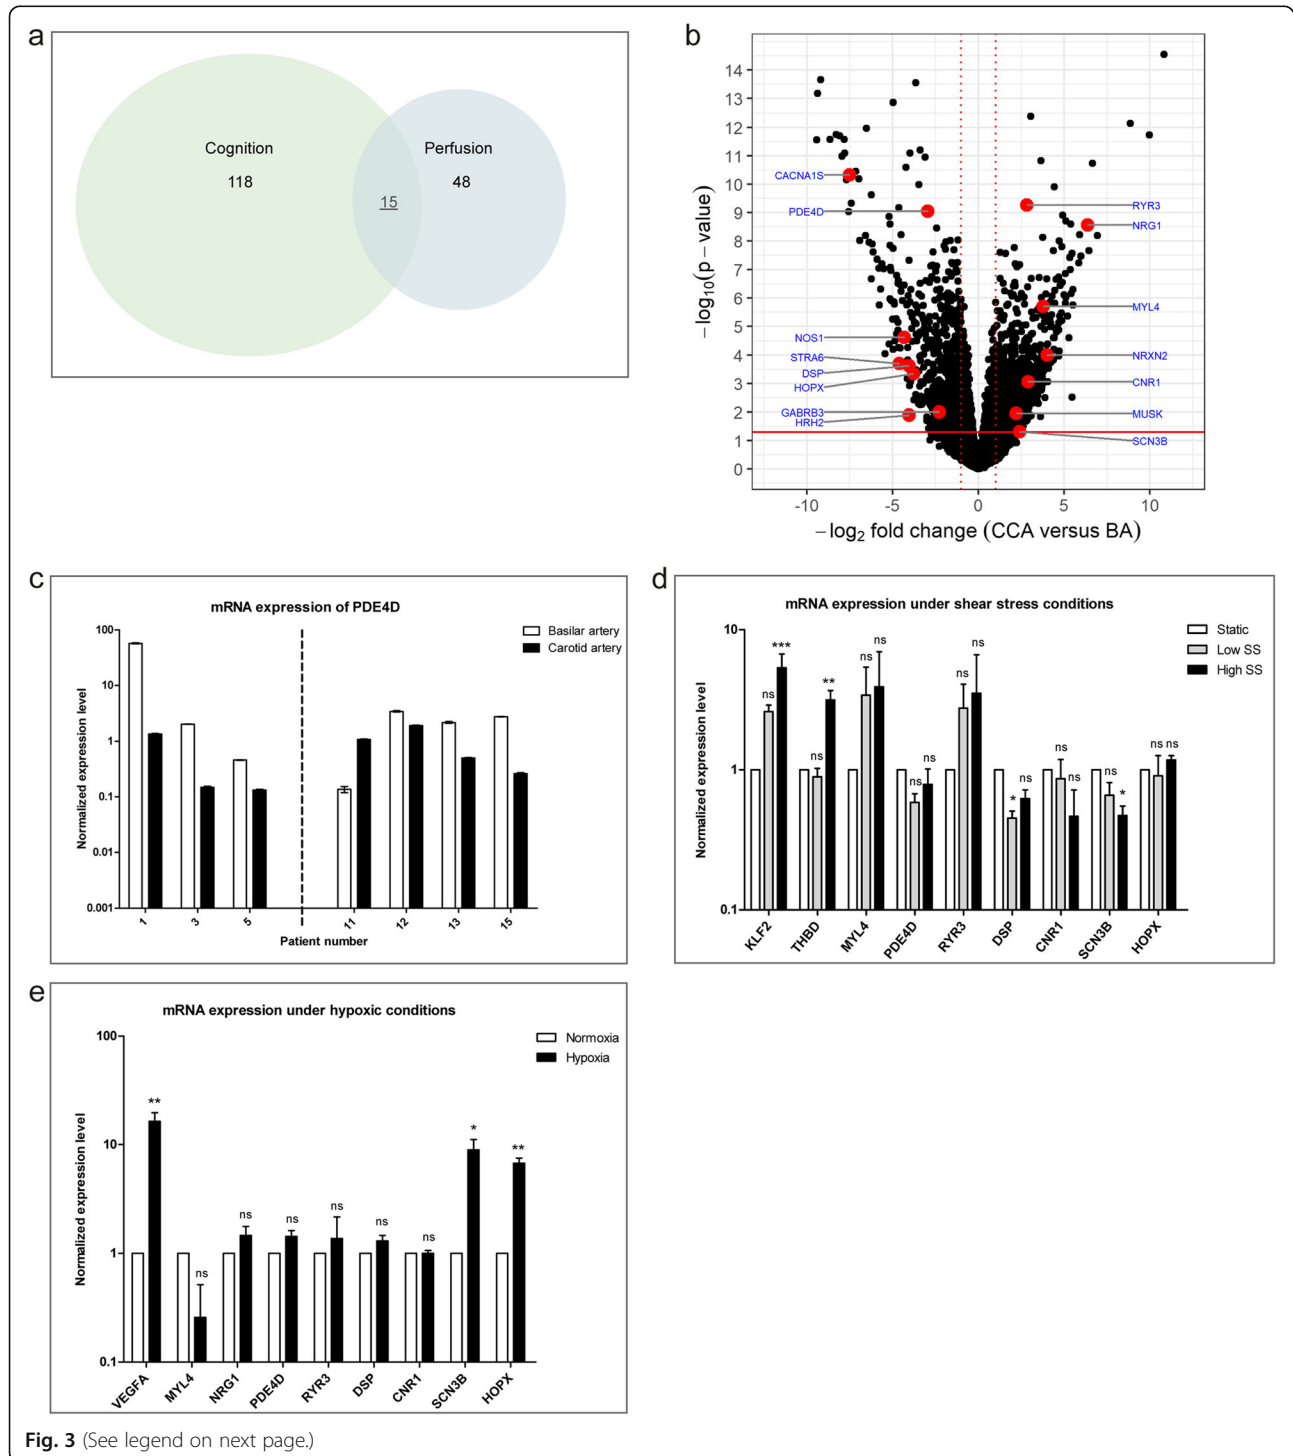 a
Cognition
118
Perfusion
48
15
b
14
13
12
11
10
9
8
7
6
5
4
3
2
1
0
−log10(p − value)
CACNA1S
PDE4D
NOS1
STRA6
DSP
HOPX
GABRB3
HRH2
RYR3
NRG1
MYL4
NRXN2
CNR1
MUSK
SCN3B
-10 -5 0 5 10
−log2 fold change (CCA versus BA)
c
mRNA expression of PDE4D
Basilar artery
Carotid artery
Normalized expression level
100
10
1
0.1
0.01
0.001
1 3 5 11 12 13 15
Patient number
d
mRNA expression under shear stress conditions
Static
Low SS
High SS
Normalized expression level
10
1
0.1
ns *** ** ns ns ns ns ns ns * ns ns ns ns * ns ns
KLF2 THBD MYL4 PDE4D RYR3 DSP CNR1 SCN3B HOPX
e
mRNA expression under hypoxic conditions
Normoxia
Hypoxia
Normalized expression level
100
10
1
0.1
** ns ns ns ns ns ns * **
VEGFA MYL4 NRG1 PDE4D RYR3 DSP CNR1 SCN3B HOPX
Fig. 3 (See legend on next page.)